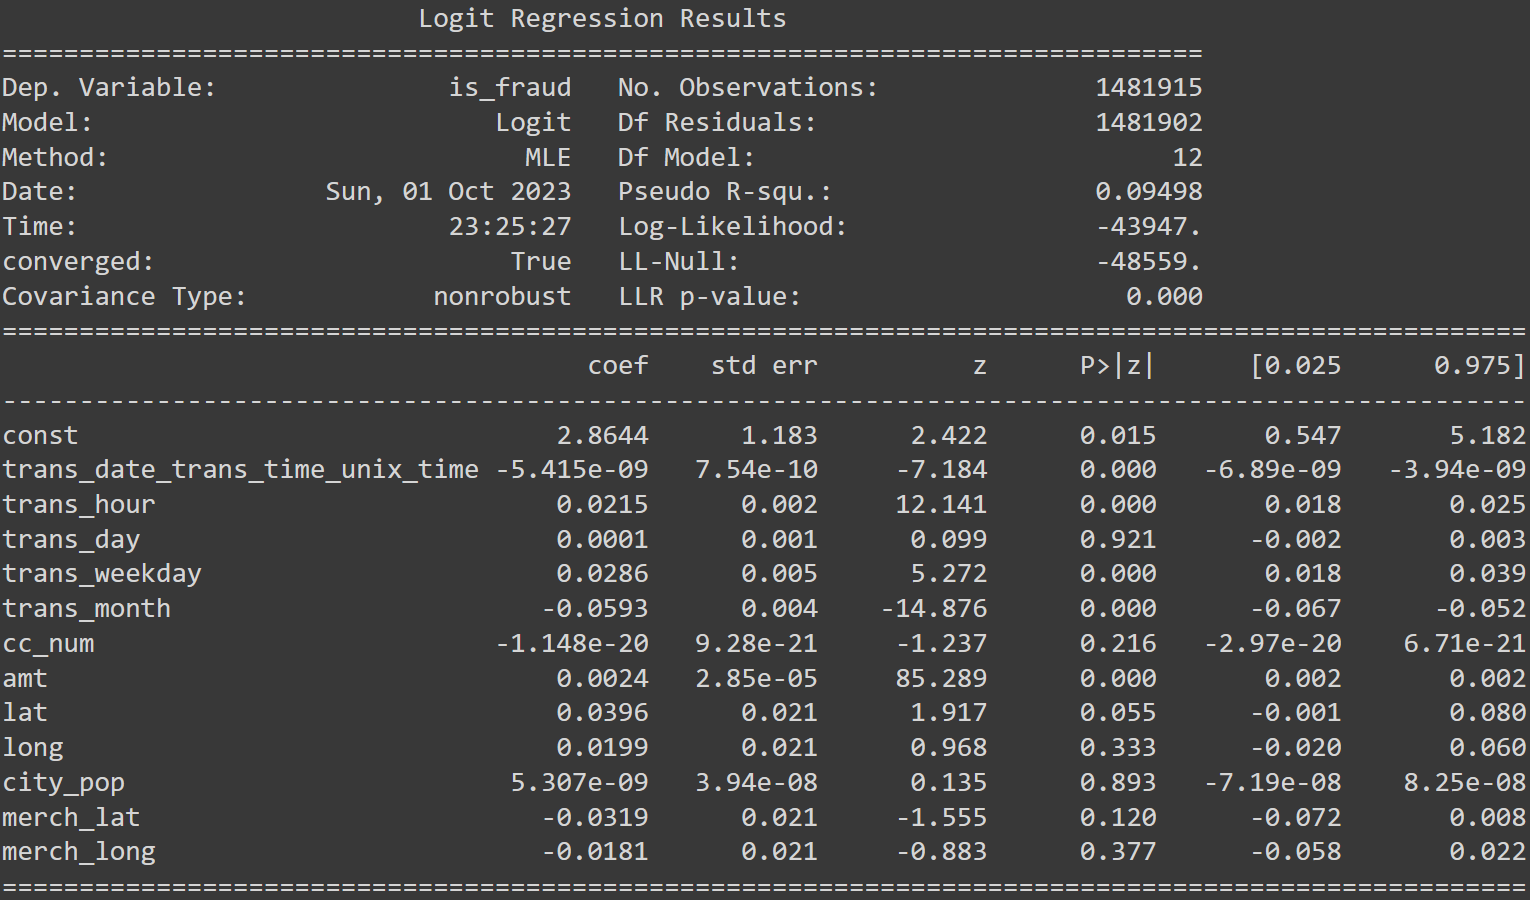 Logit Regression Results
==============================================================================
Dep. Variable: is_fraud No. Observations: 1481915
Model: Logit Df Residuals: 1481902
Method: MLE Df Model: 12
Date: Sun, 01 Oct 2023 Pseudo R-squ.: 0.09498
Time: 23:25:27 Log-Likelihood: -43947.
converged: True LL-Null: -48559.
Covariance Type: nonrobust LLR p-value: 0.000
===================================================================================================
coef std err z P>|z| [0.025 0.975]
---------------------------------------------------------------------------------------------------
const 2.8644 1.183 2.422 0.015 0.547 5.182
trans_date_trans_time_unix_time -5.415e-09 7.54e-10 -7.184 0.000 -6.89e-09 -3.94e-09
trans_hour 0.0215 0.002 12.141 0.000 0.018 0.025
trans_day 0.0001 0.001 0.099 0.921 -0.002 0.003
trans_weekday 0.0286 0.005 5.272 0.000 0.018 0.039
trans_month -0.0593 0.004 -14.876 0.000 -0.067 -0.052
cc_num -1.148e-20 9.28e-21 -1.237 0.216 -2.97e-20 6.71e-21
amt 0.0024 2.85e-05 85.289 0.000 0.002 0.002
lat 0.0396 0.021 1.917 0.055 -0.001 0.080
long 0.0199 0.021 0.968 0.333 -0.020 0.060
city_pop 5.307e-09 3.94e-08 0.135 0.893 -7.19e-08 8.25e-08
merch_lat -0.0319 0.021 -1.555 0.120 -0.072 0.008
merch_long -0.0181 0.021 -0.883 0.377 -0.058 0.022
===================================================================================================